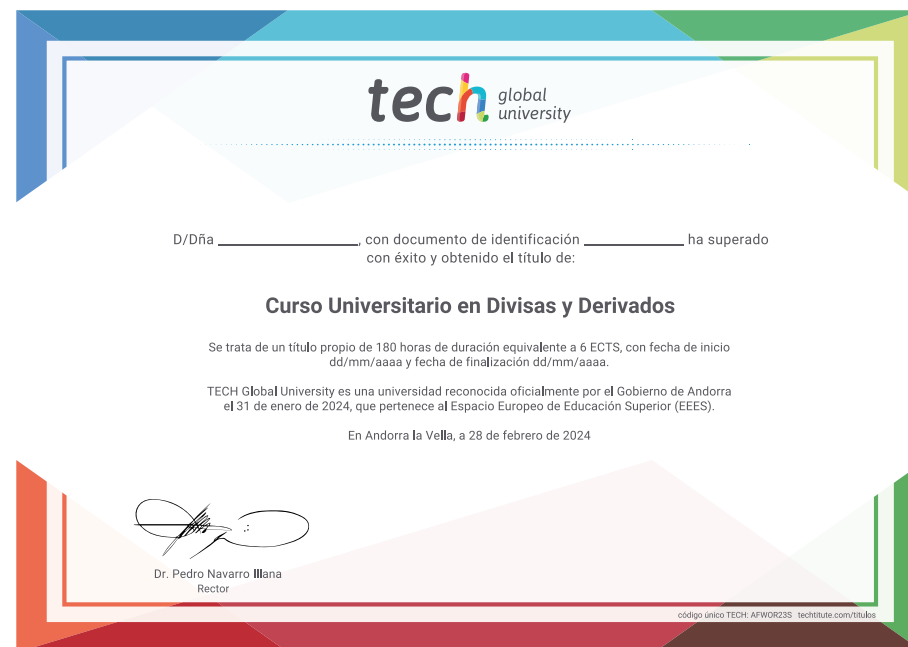 tech global university
D/Dña ____________________, con documento de identificación ______________ ha superado
con éxito y obtenido el título de:
Curso Universitario en Divisas y Derivados
Se trata de un título propio de 180 horas de duración equivalente a 6 ECTS, con fecha de inicio
dd/mm/aaaa y fecha de finalización dd/mm/aaaa.
TECH Global University es una universidad reconocida oficialmente por el Gobierno de Andorra
el 31 de enero de 2024, que pertenece al Espacio Europeo de Educación Superior (EEES).
En Andorra la Vella, a 28 de febrero de 2024
Dr. Pedro Navarro Illana
Rector
código único TECH: AFWOR23S techtitute.com/titulos